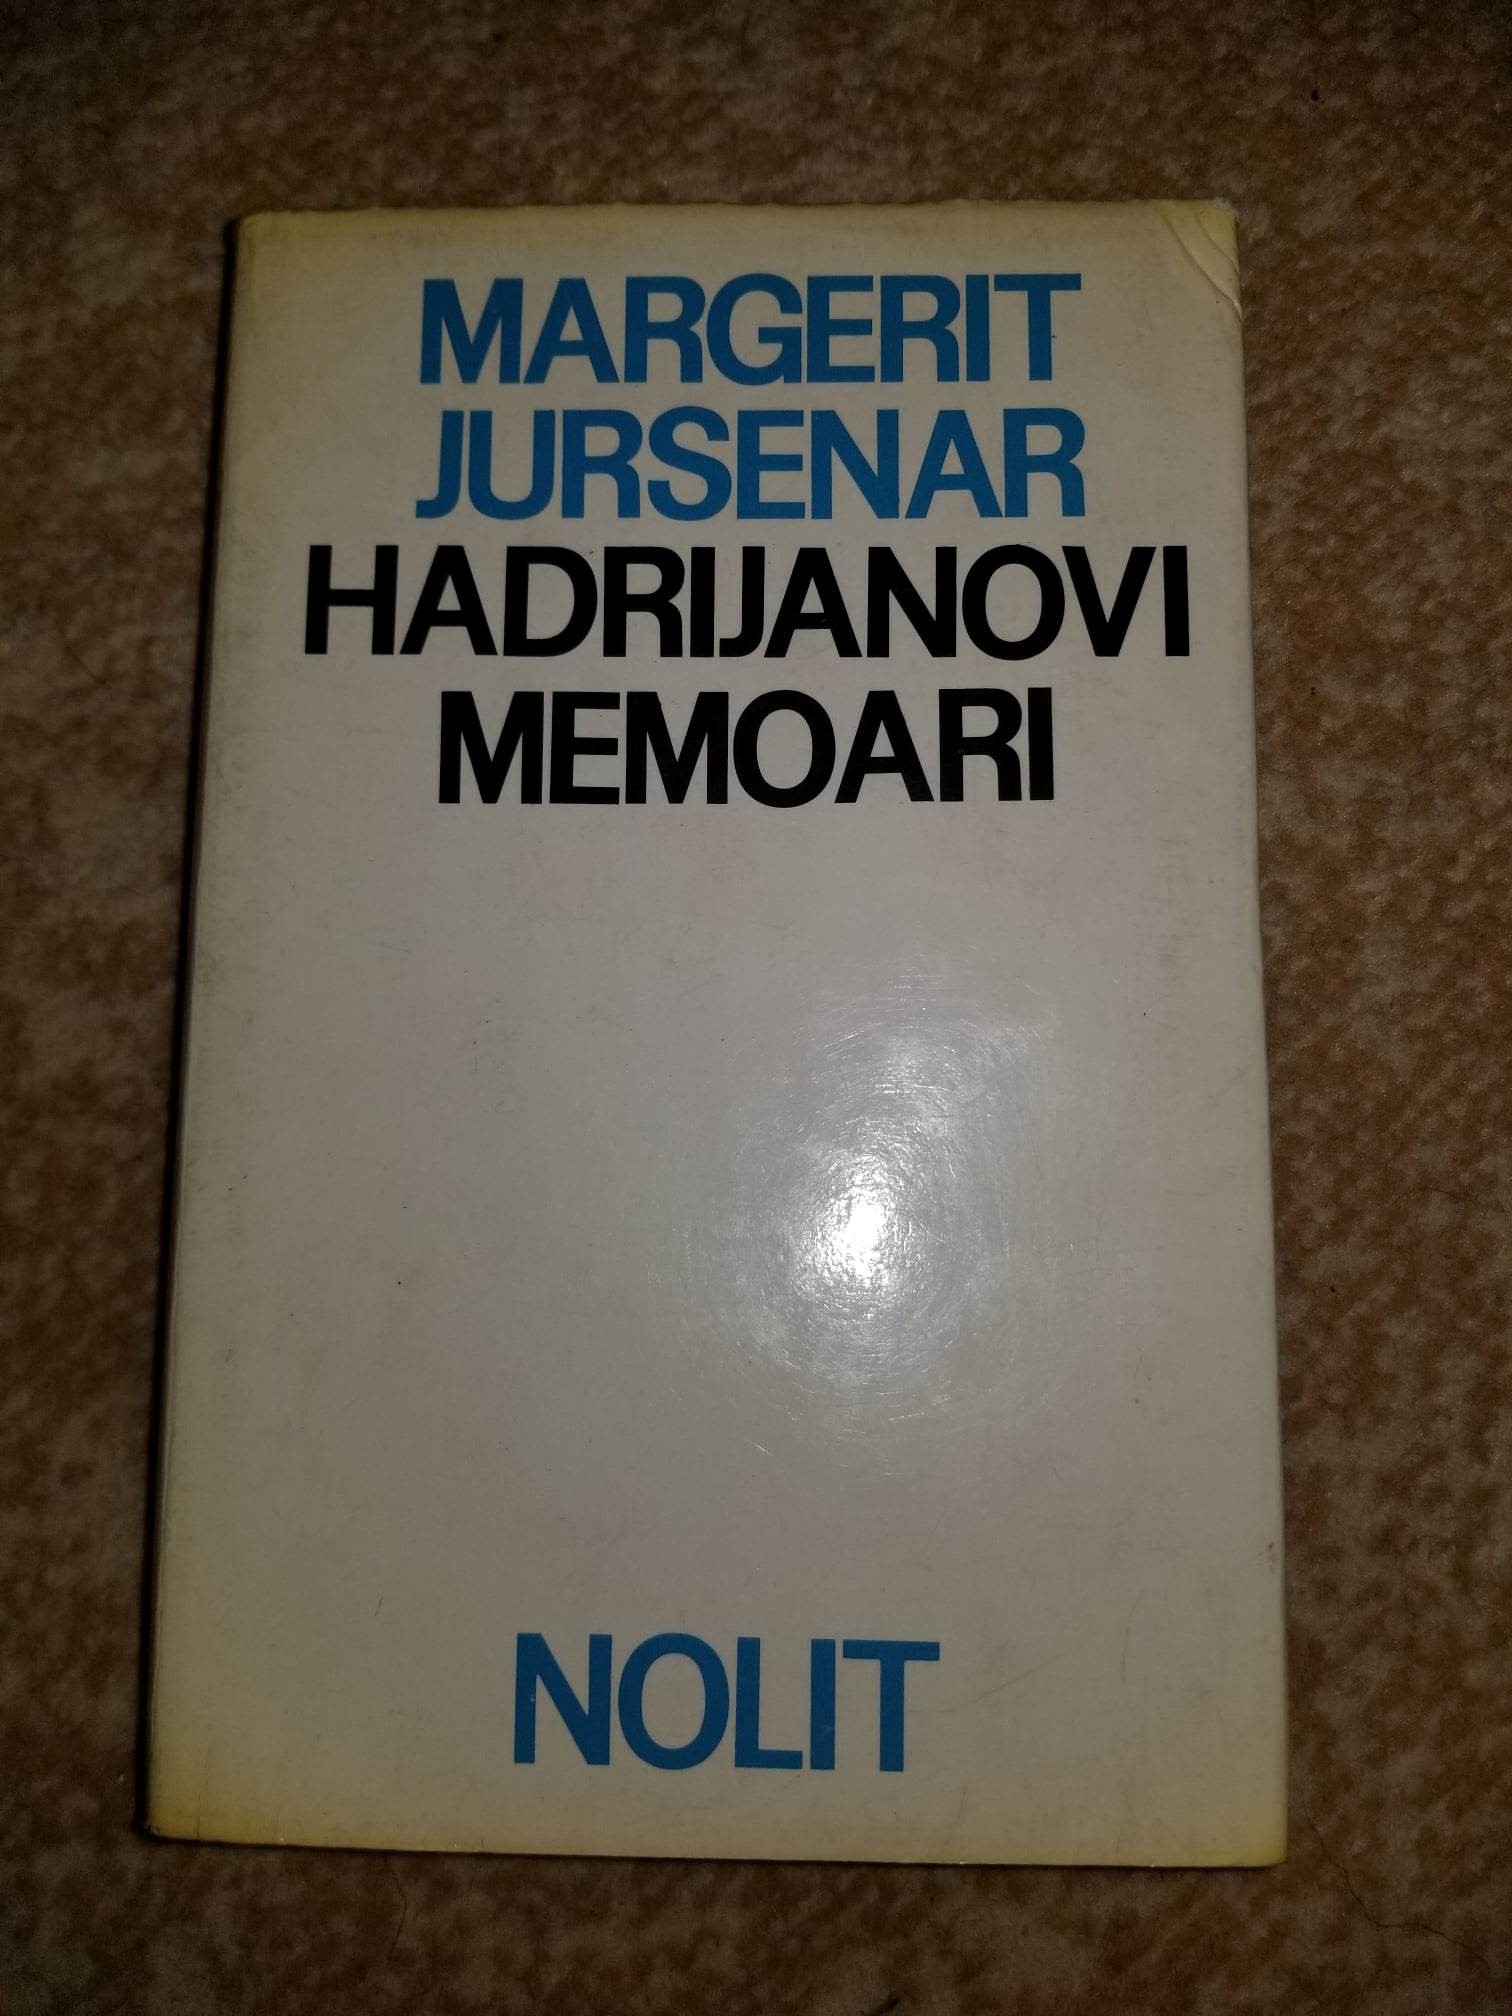 MARGERIT
JURSENAR
HADRIJANOVI
MEMOARI
NOLIT